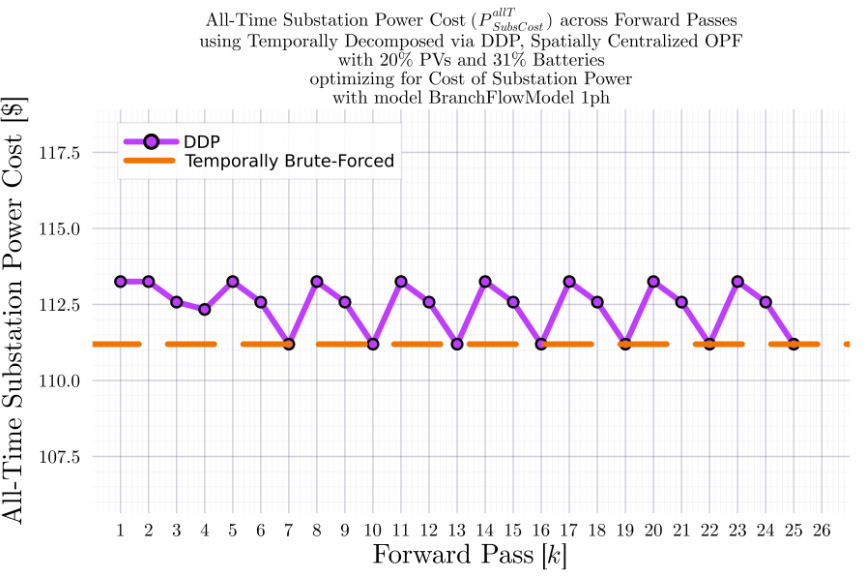 All-Time Substation Power Cost (P^{allT}_{SubsCost}) across Forward Passes
using Temporally Decomposed via DDP, Spatially Centralized OPF
with 20% PVs and 31% Batteries
optimizing for Cost of Substation Power
with model BranchFlowModel 1ph
All-Time Substation Power Cost [$]
DDP
Temporally Brute-Forced
117.5
115.0
112.5
110.0
107.5
1 2 3 4 5 6 7 8 9 10 11 12 13 14 15 16 17 18 19 20 21 22 23 24 25 26
Forward Pass [k]